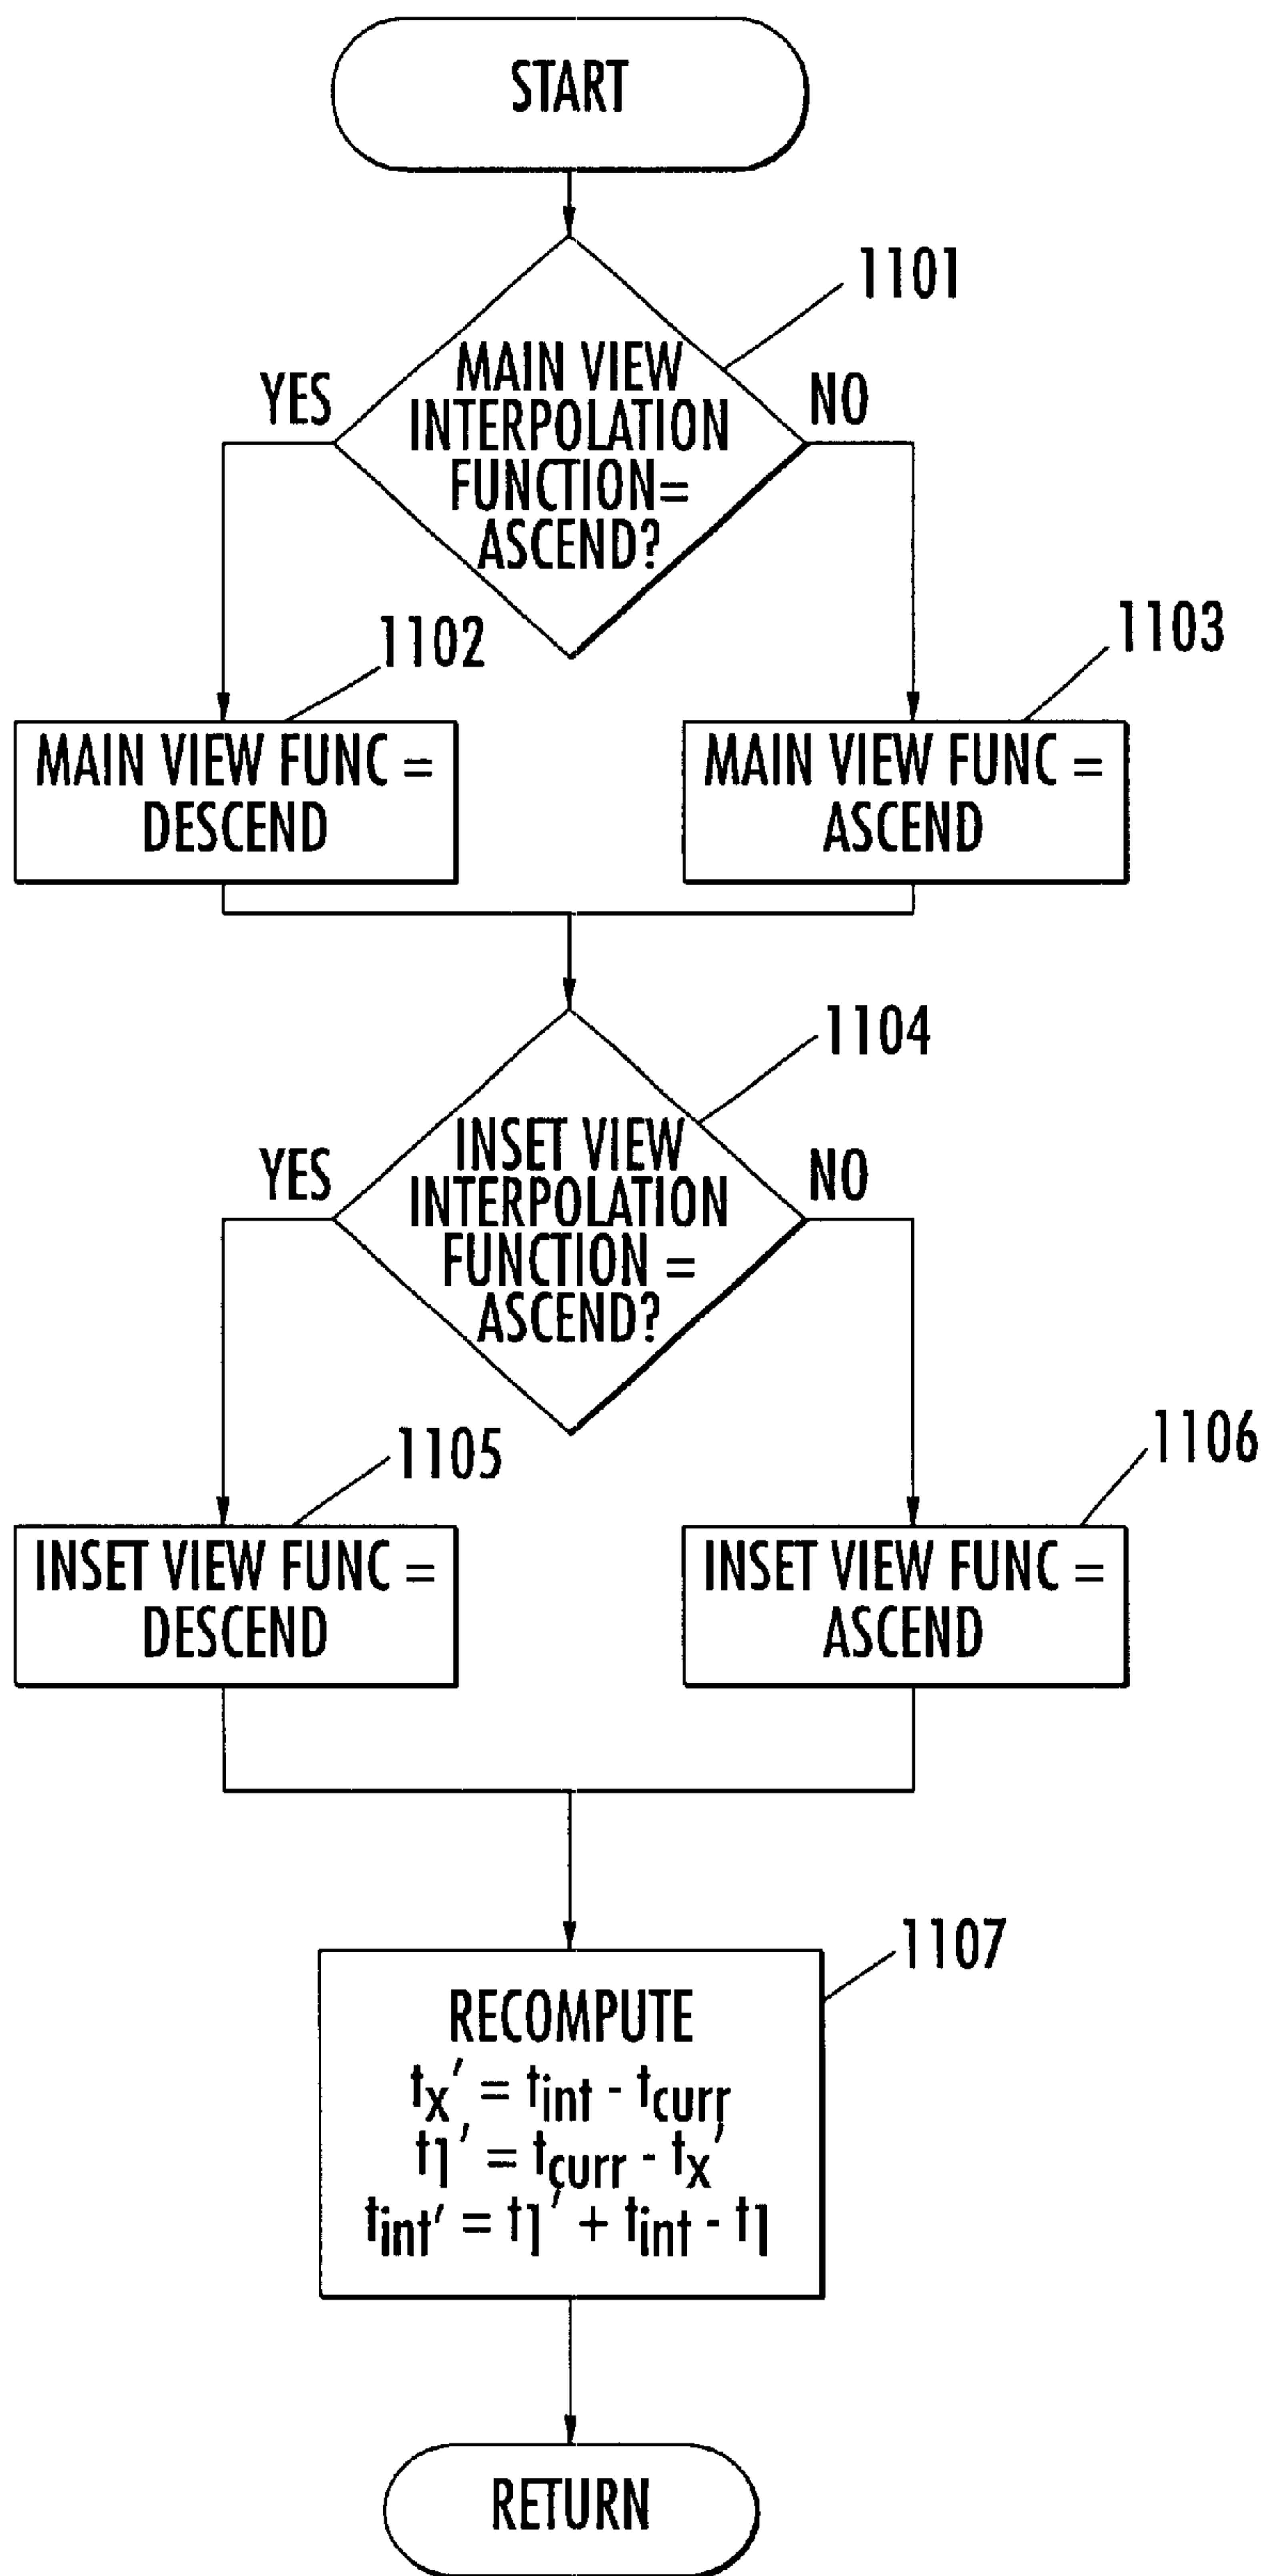 START
1101
YES
NO
MAIN VIEW
INTERPOLATION
FUNCTION=
ASCEND?
1102
1103
MAIN VIEW FUNC =
DESCEND
MAIN VIEW FUNC =
ASCEND
1104
YES
NO
INSET VIEW
INTERPOLATION
FUNCTION =
ASCEND?
1105
1106
INSET VIEW FUNC =
DESCEND
INSET VIEW FUNC =
ASCEND
1107
RECOMPUTE
tx' = tint - tcurr
t1' = tcurr - tx'
tint' = t1' + tint - t1
RETURN